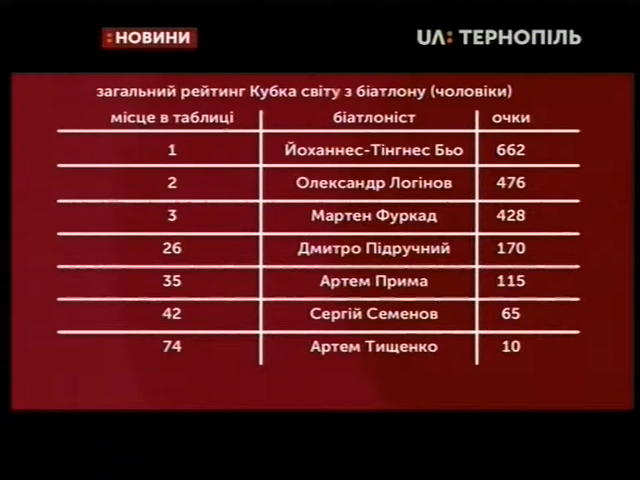 :НОВИНИ
UA: ТЕРНОПІЛЬ
загальний рейтинг Кубка світу з біатлону (чоловіки)
місце в таблиці біатлоніст очки
1 Йоханнес-Тінгнес Бьо 662
2 Олександр Логінов 476
3 Мартен Фуркад 428
26 Дмитро Підручний 170
35 Артем Прима 115
42 Сергій Семенов 65
74 Артем Тищенко 10